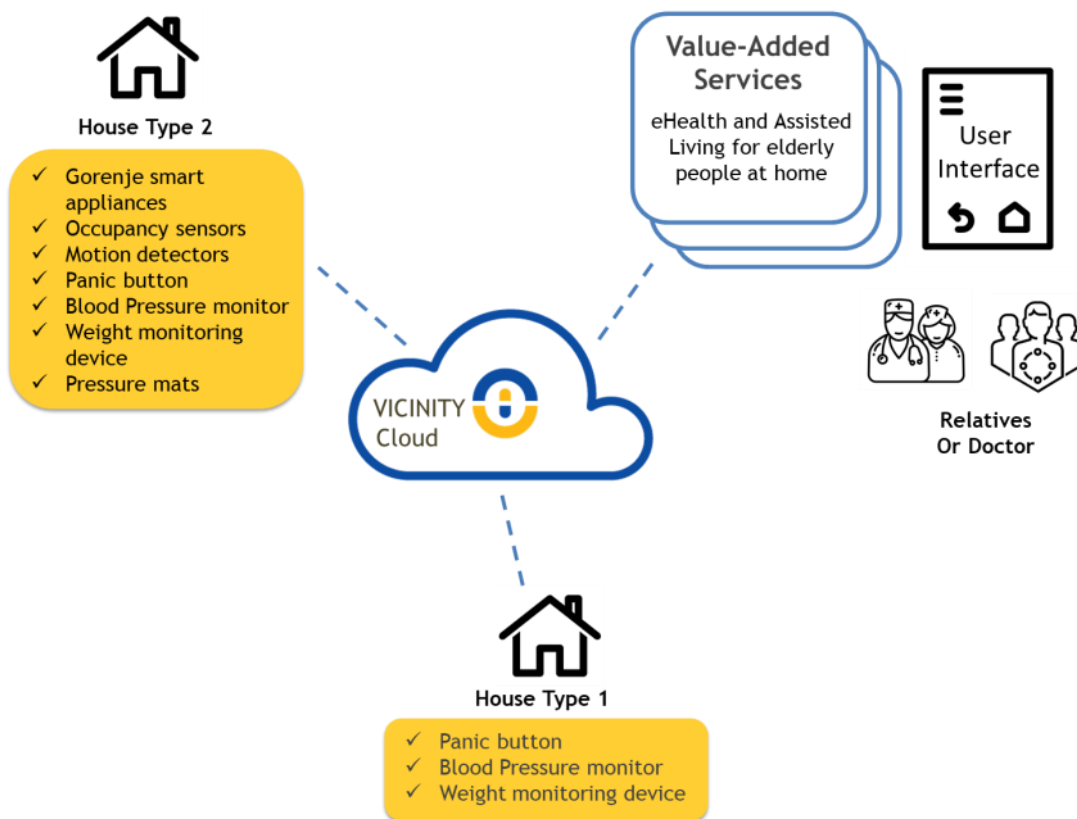 House Type 2
✓ Gorenje smart
appliances
✓ Occupancy sensors
✓ Motion detectors
✓ Panic button
✓ Blood Pressure monitor
✓ Weight monitoring
device
✓ Pressure mats
Value-Added
Services
eHealth and Assisted
Living for elderly
people at home
User
Interface
Relatives
Or Doctor
VICINITY
Cloud
House Type 1
✓ Panic button
✓ Blood Pressure monitor
✓ Weight monitoring device